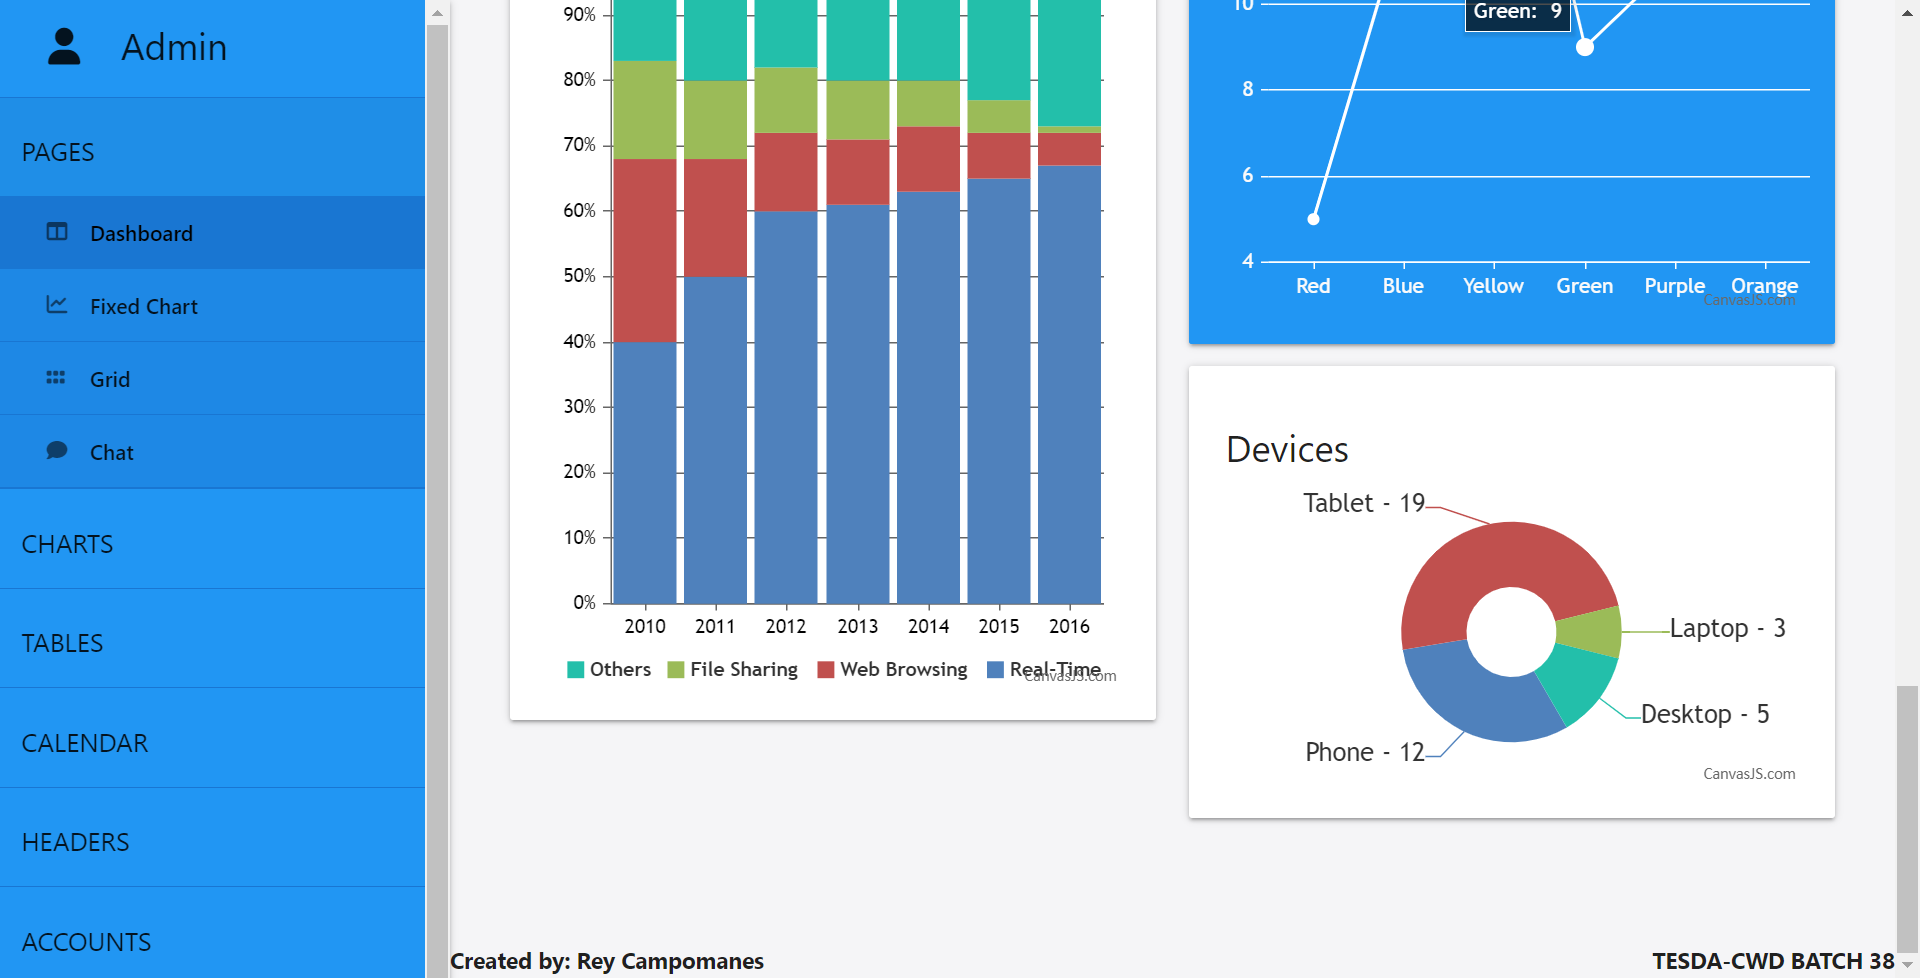 Admin
PAGES
Dashboard
Fixed Chart
Grid
Chat
CHARTS
TABLES
CALENDAR
HEADERS
ACCOUNTS
90%
80%
70%
60%
50%
40%
30%
20%
10%
0%
2010 2011 2012 2013 2014 2015 2016
Others File Sharing Web Browsing Real-Time
CanvasJS.com
Green: 9
10
8
6
4
Red Blue Yellow Green Purple Orange
CanvasJS.com
Devices
Tablet - 19
Laptop - 3
Desktop - 5
Phone - 12
CanvasJS.com
Created by: Rey Campomanes
TESDA-CWD BATCH 38